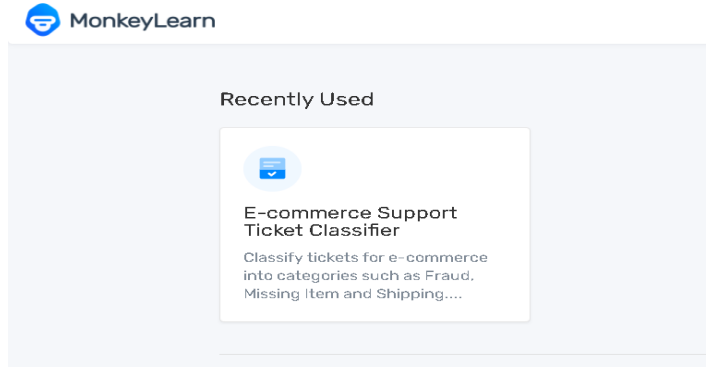 MonkeyLearn
Recently Used
E-commerce Support
Ticket Classifier
Classify tickets for e-commerce
into categories such as Fraud,
Missing Item and Shipping....